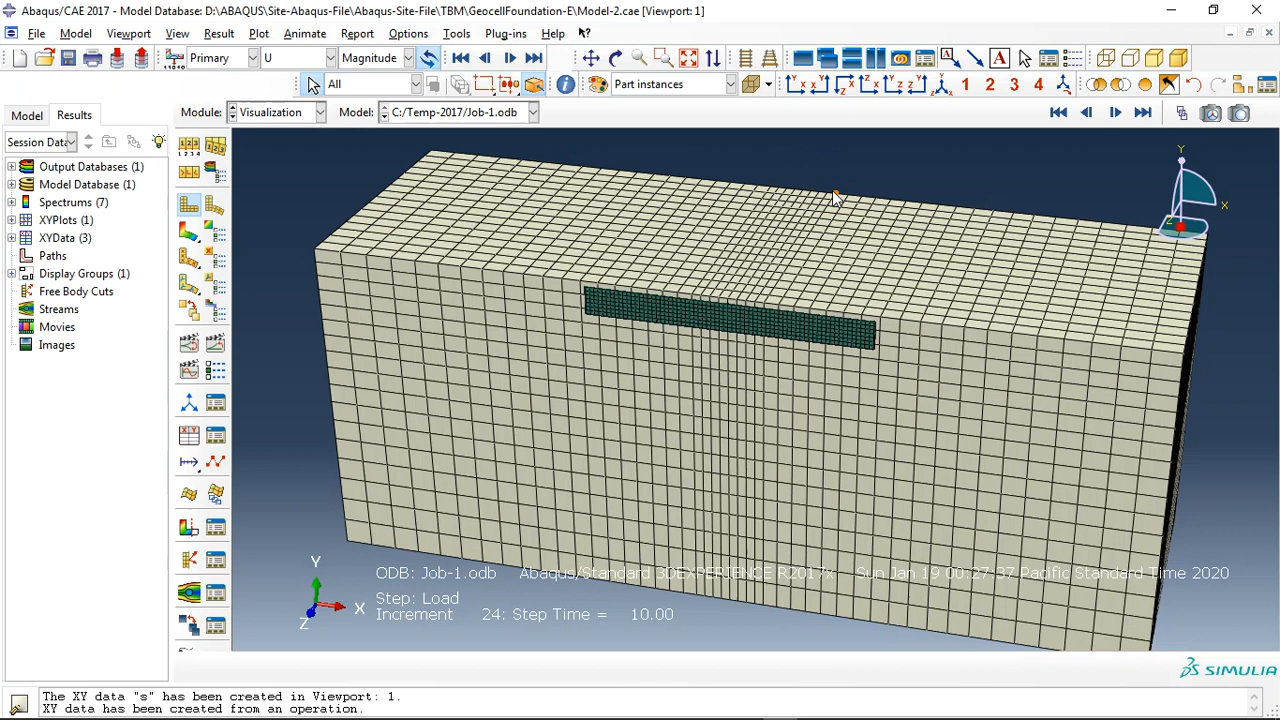 Abaqus/CAE 2017 - Model Database: D:\ABAQUS\Site-Abaqus-File\Abaqus-Site-File\TBM\GeocellFoundation-E\Model-2.cae [Viewport: 1]
File Model Viewport View Result Plot Animate Report Options Tools Plug-ins Help
Primary U Magnitude
All Part instances 1 2 3 4
Model Results Module: Visualization Model: C:/Temp-2017/Job-1.odb
Session Data
Output Databases (1)
Model Database (1)
Spectrums (7)
XYPlots (1)
XYData (3)
Paths
Display Groups (1)
Free Body Cuts
Streams
Movies
Images
Y
X
Z
Y
X
Z
ODB: Job-1.odb Abaqus/Standard 3DEXPERIENCE R2017x Sun Jan 19 00:27:37 Pacific Standard Time 2020
Step: Load
Increment 24: Step Time = 10.00
SIMULIA
The XY data "s" has been created in Viewport: 1.
XY data has been created from an operation.